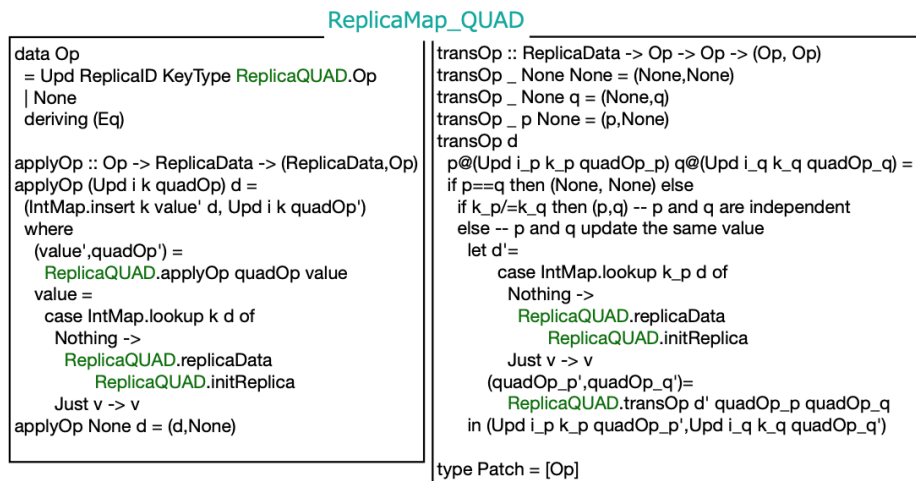 ReplicaMap_QUAD
data Op
= Upd ReplicaID KeyType ReplicaQUAD.Op
| None
deriving (Eq)
applyOp :: Op -> ReplicaData -> (ReplicaData,Op)
applyOp (Upd i k quadOp) d =
(IntMap.insert k value' d, Upd i k quadOp')
where
(value',quadOp') =
ReplicaQUAD.applyOp quadOp value
value =
case IntMap.lookup k d of
Nothing ->
ReplicaQUAD.replicaData
ReplicaQUAD.initReplica
Just v -> v
applyOp None d = (d,None)
transOp :: ReplicaData -> Op -> Op -> (Op, Op)
transOp _ None None = (None,None)
transOp _ None q = (None,q)
transOp _ p None = (p,None)
transOp d
p@(Upd i_p k_p quadOp_p) q@(Upd i_q k_q quadOp_q) =
if p==q then (None, None) else
if k_p/=k_q then (p,q) -- p and q are independent
else -- p and q update the same value
let d'=
case IntMap.lookup k_p d of
Nothing ->
ReplicaQUAD.replicaData
ReplicaQUAD.initReplica
Just v -> v
(quadOp_p',quadOp_q')=
ReplicaQUAD.transOp d' quadOp_p quadOp_q
in (Upd i_p k_p quadOp_p',Upd i_q k_q quadOp_q')
type Patch = [Op]